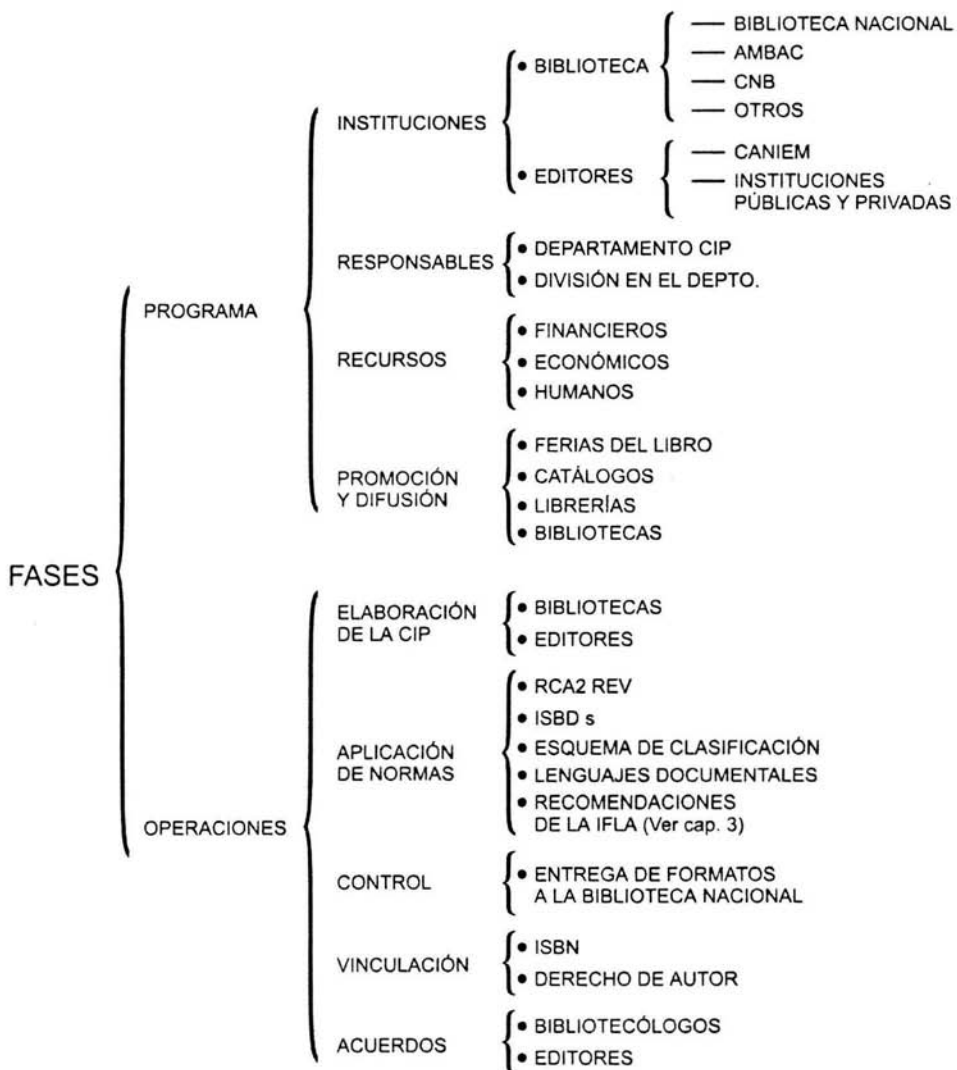 FASES
PROGRAMA
INSTITUCIONES
• BIBLIOTECA
— BIBLIOTECA NACIONAL
— AMBAC
— CNB
— OTROS
• EDITORES
— CANIEM
— INSTITUCIONES
PÚBLICAS Y PRIVADAS
RESPONSABLES
• DEPARTAMENTO CIP
• DIVISIÓN EN EL DEPTO.
RECURSOS
• FINANCIEROS
• ECONÓMICOS
• HUMANOS
PROMOCIÓN
Y DIFUSIÓN
• FERIAS DEL LIBRO
• CATÁLOGOS
• LIBRERÍAS
• BIBLIOTECAS
OPERACIONES
ELABORACIÓN
DE LA CIP
• BIBLIOTECAS
• EDITORES
APLICACIÓN
DE NORMAS
• RCA2 REV
• ISBD s
• ESQUEMA DE CLASIFICACIÓN
• LENGUAJES DOCUMENTALES
• RECOMENDACIONES
DE LA IFLA (Ver cap. 3)
CONTROL
• ENTREGA DE FORMATOS
A LA BIBLIOTECA NACIONAL
VINCULACIÓN
• ISBN
• DERECHO DE AUTOR
ACUERDOS
• BIBLIOTECÓLOGOS
• EDITORES